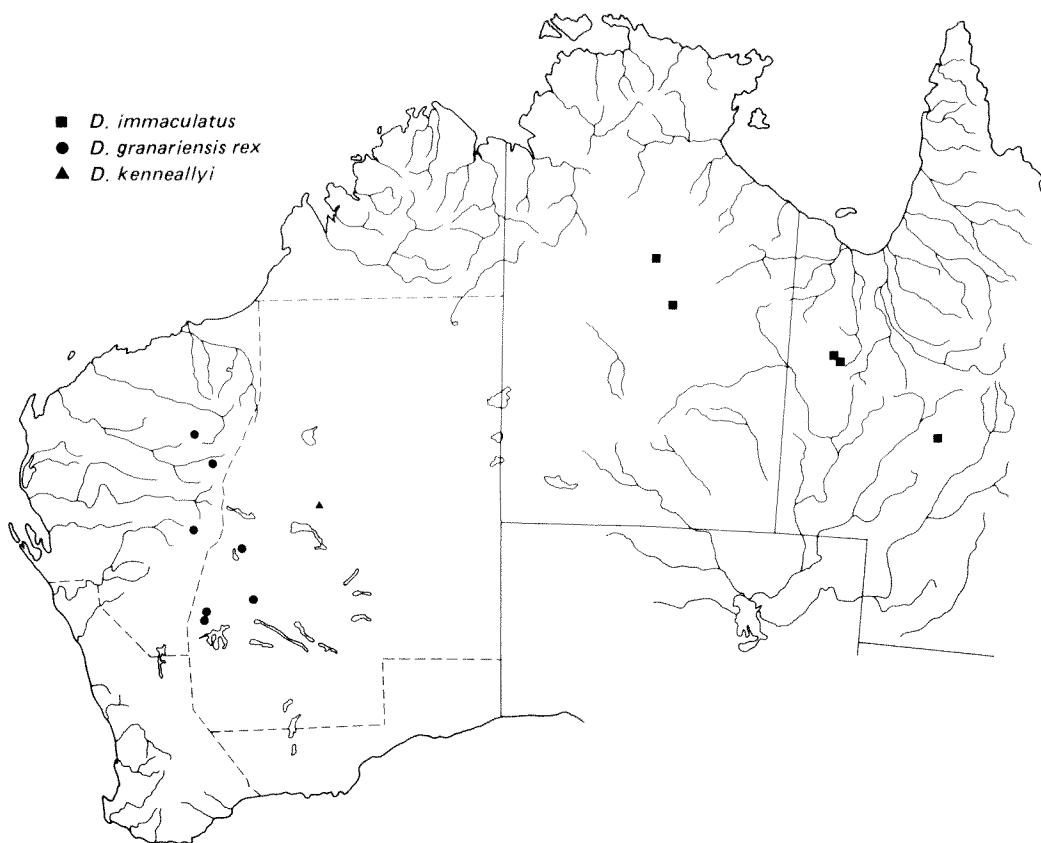 ■ D. immaculatus
● D. granariensis rex
▲ D. kenneallyi